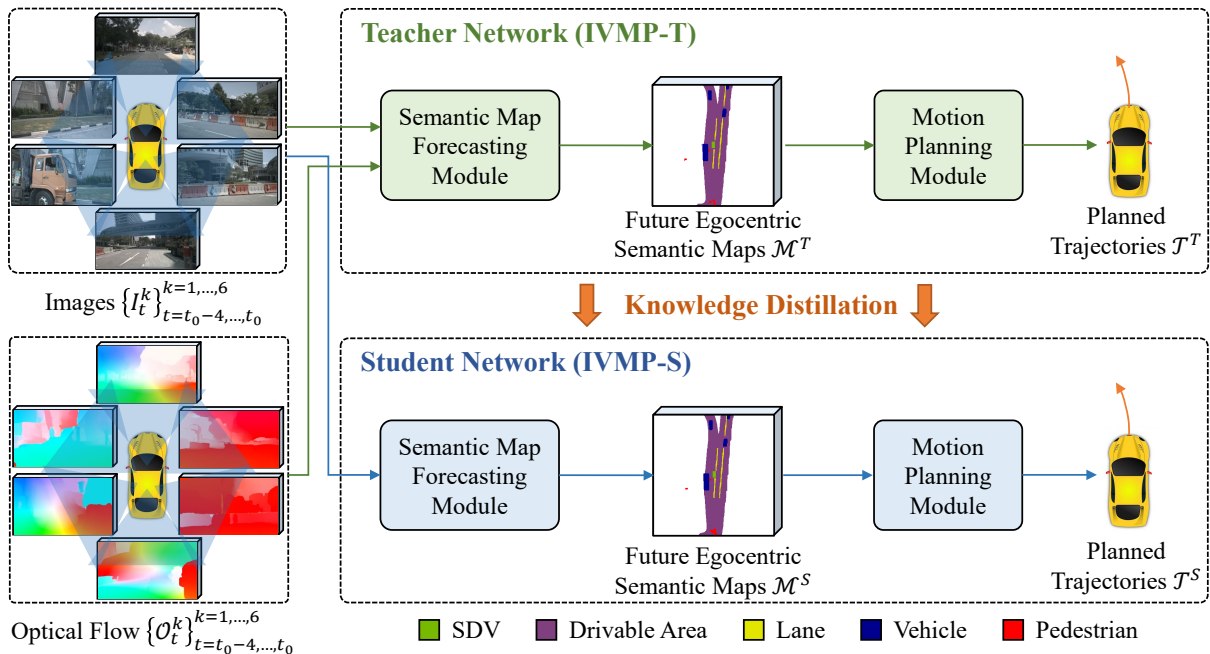 Teacher Network (IVMP-T)
Semantic Map
Forecasting
Module
Future Egocentric
Semantic Maps ℳ^T
Motion
Planning
Module
Planned
Trajectories 𝒯^T
Images {I_t^k}_{t=t_0−4,…,t_0}^{k=1,…,6}
Knowledge Distillation
Student Network (IVMP-S)
Semantic Map
Forecasting
Module
Future Egocentric
Semantic Maps ℳ^S
Motion
Planning
Module
Planned
Trajectories 𝒯^S
Optical Flow {𝒪_t^k}_{t=t_0−4,…,t_0}^{k=1,…,6}
SDV Drivable Area Lane Vehicle Pedestrian